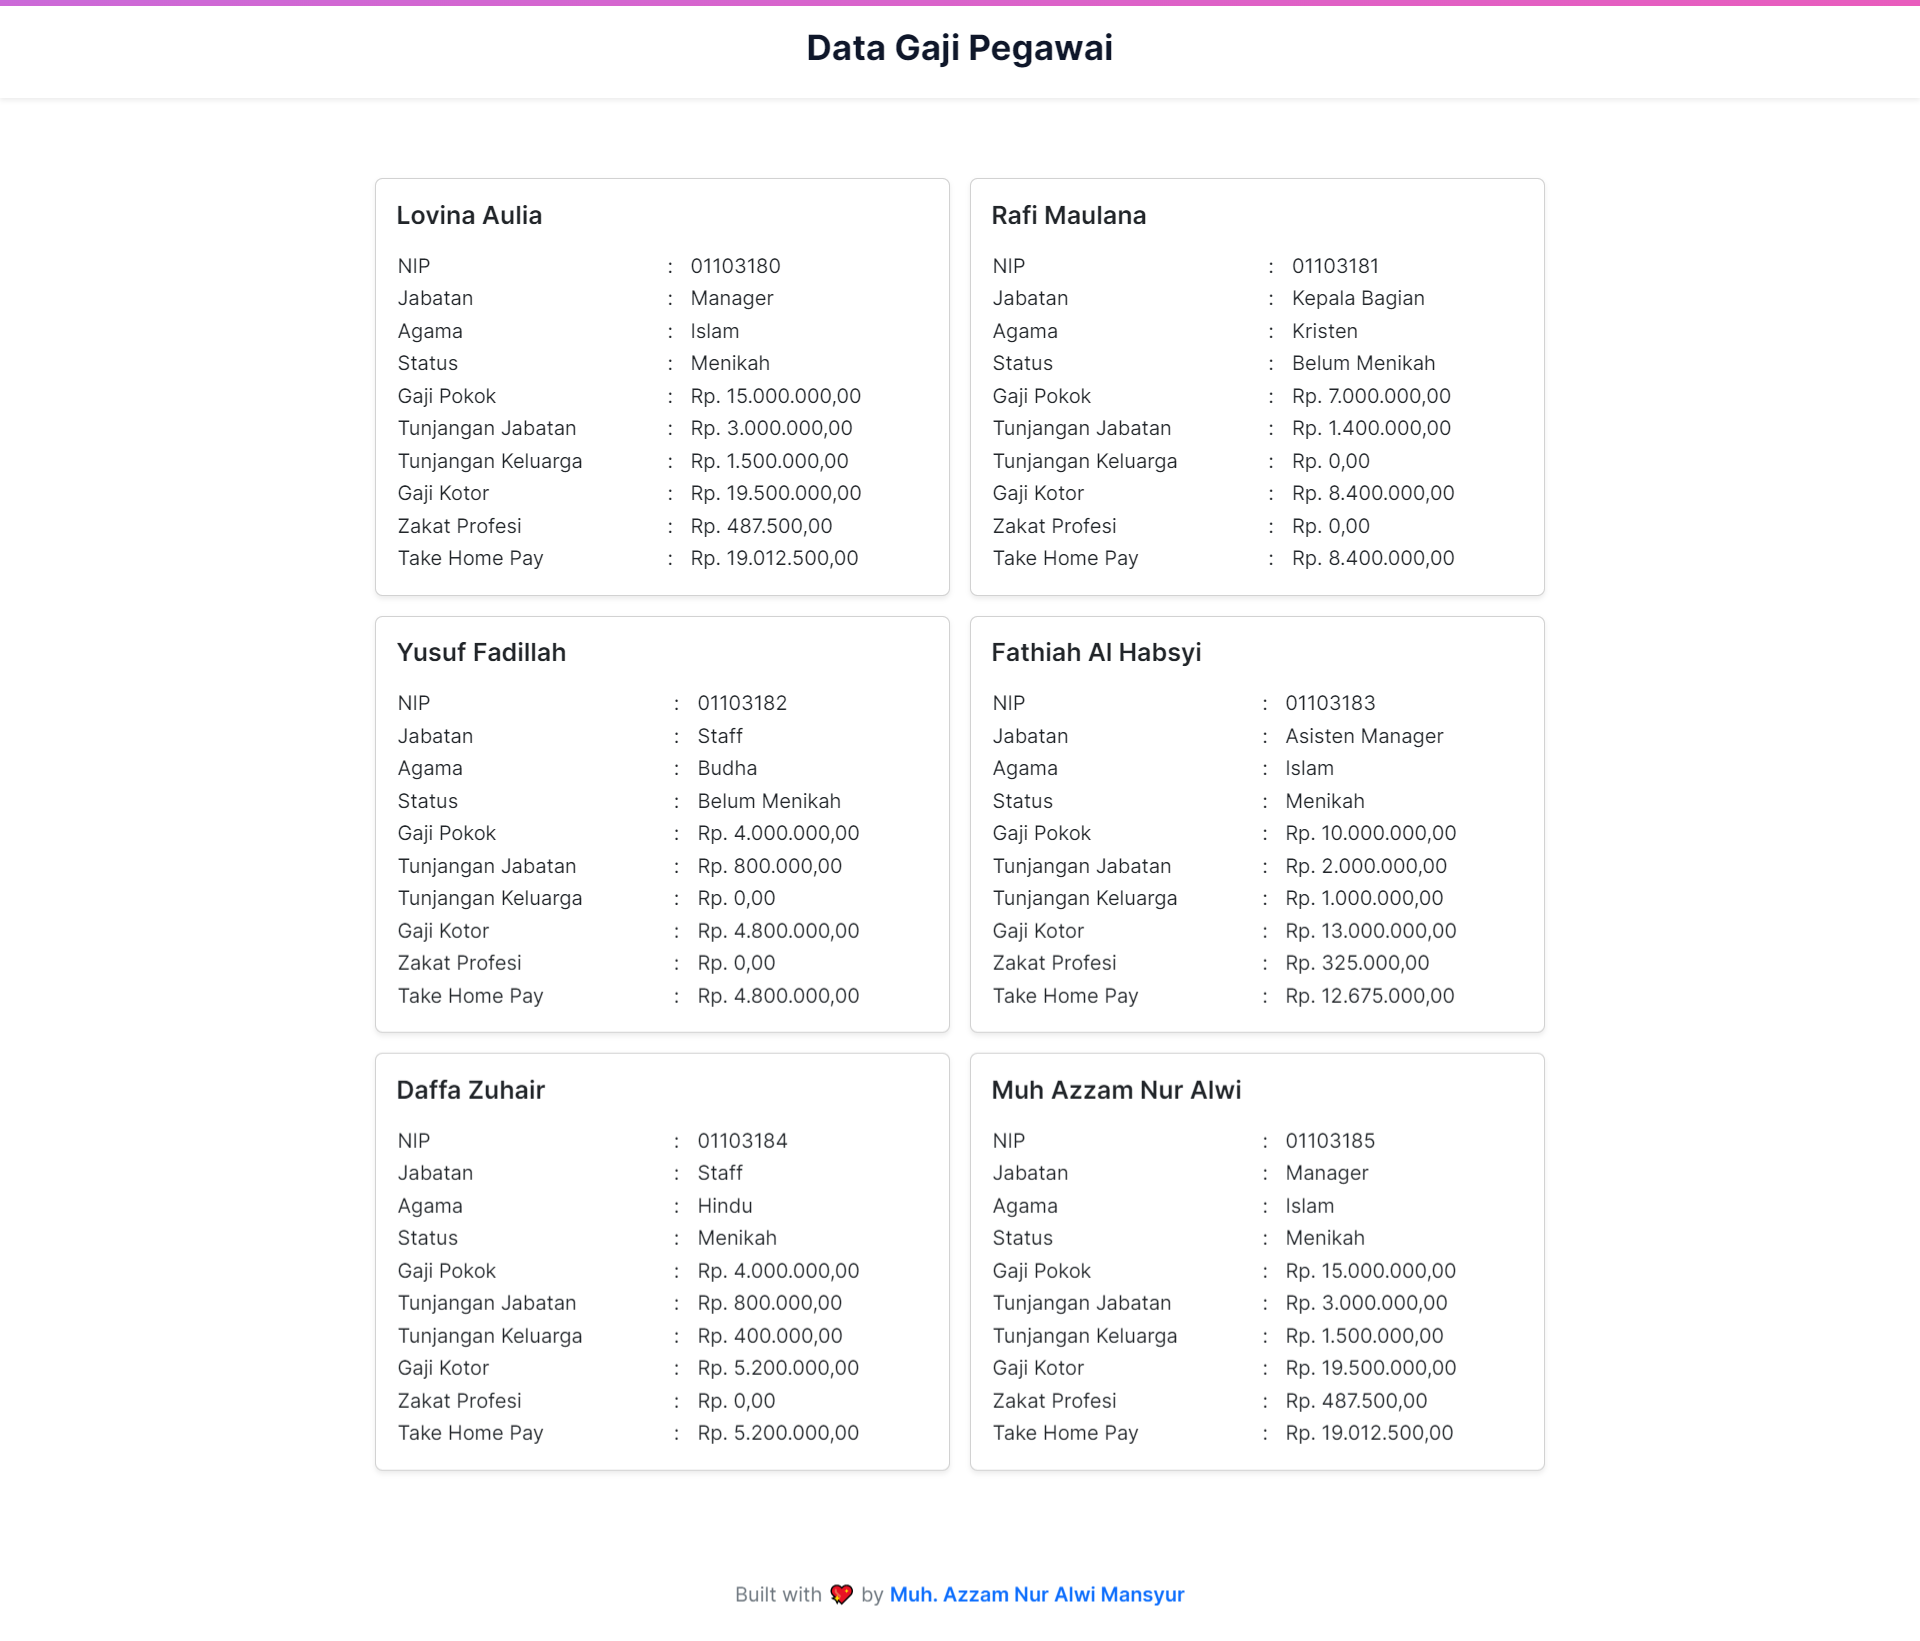 Data Gaji Pegawai
Lovina Aulia
NIP : 01103180
Jabatan : Manager
Agama : Islam
Status : Menikah
Gaji Pokok : Rp. 15.000.000,00
Tunjangan Jabatan : Rp. 3.000.000,00
Tunjangan Keluarga : Rp. 1.500.000,00
Gaji Kotor : Rp. 19.500.000,00
Zakat Profesi : Rp. 487.500,00
Take Home Pay : Rp. 19.012.500,00
Rafi Maulana
NIP : 01103181
Jabatan : Kepala Bagian
Agama : Kristen
Status : Belum Menikah
Gaji Pokok : Rp. 7.000.000,00
Tunjangan Jabatan : Rp. 1.400.000,00
Tunjangan Keluarga : Rp. 0,00
Gaji Kotor : Rp. 8.400.000,00
Zakat Profesi : Rp. 0,00
Take Home Pay : Rp. 8.400.000,00
Yusuf Fadillah
NIP : 01103182
Jabatan : Staff
Agama : Budha
Status : Belum Menikah
Gaji Pokok : Rp. 4.000.000,00
Tunjangan Jabatan : Rp. 800.000,00
Tunjangan Keluarga : Rp. 0,00
Gaji Kotor : Rp. 4.800.000,00
Zakat Profesi : Rp. 0,00
Take Home Pay : Rp. 4.800.000,00
Fathiah Al Habsyi
NIP : 01103183
Jabatan : Asisten Manager
Agama : Islam
Status : Menikah
Gaji Pokok : Rp. 10.000.000,00
Tunjangan Jabatan : Rp. 2.000.000,00
Tunjangan Keluarga : Rp. 1.000.000,00
Gaji Kotor : Rp. 13.000.000,00
Zakat Profesi : Rp. 325.000,00
Take Home Pay : Rp. 12.675.000,00
Daffa Zuhair
NIP : 01103184
Jabatan : Staff
Agama : Hindu
Status : Menikah
Gaji Pokok : Rp. 4.000.000,00
Tunjangan Jabatan : Rp. 800.000,00
Tunjangan Keluarga : Rp. 400.000,00
Gaji Kotor : Rp. 5.200.000,00
Zakat Profesi : Rp. 0,00
Take Home Pay : Rp. 5.200.000,00
Muh Azzam Nur Alwi
NIP : 01103185
Jabatan : Manager
Agama : Islam
Status : Menikah
Gaji Pokok : Rp. 15.000.000,00
Tunjangan Jabatan : Rp. 3.000.000,00
Tunjangan Keluarga : Rp. 1.500.000,00
Gaji Kotor : Rp. 19.500.000,00
Zakat Profesi : Rp. 487.500,00
Take Home Pay : Rp. 19.012.500,00
Built with 💖 by Muh. Azzam Nur Alwi Mansyur